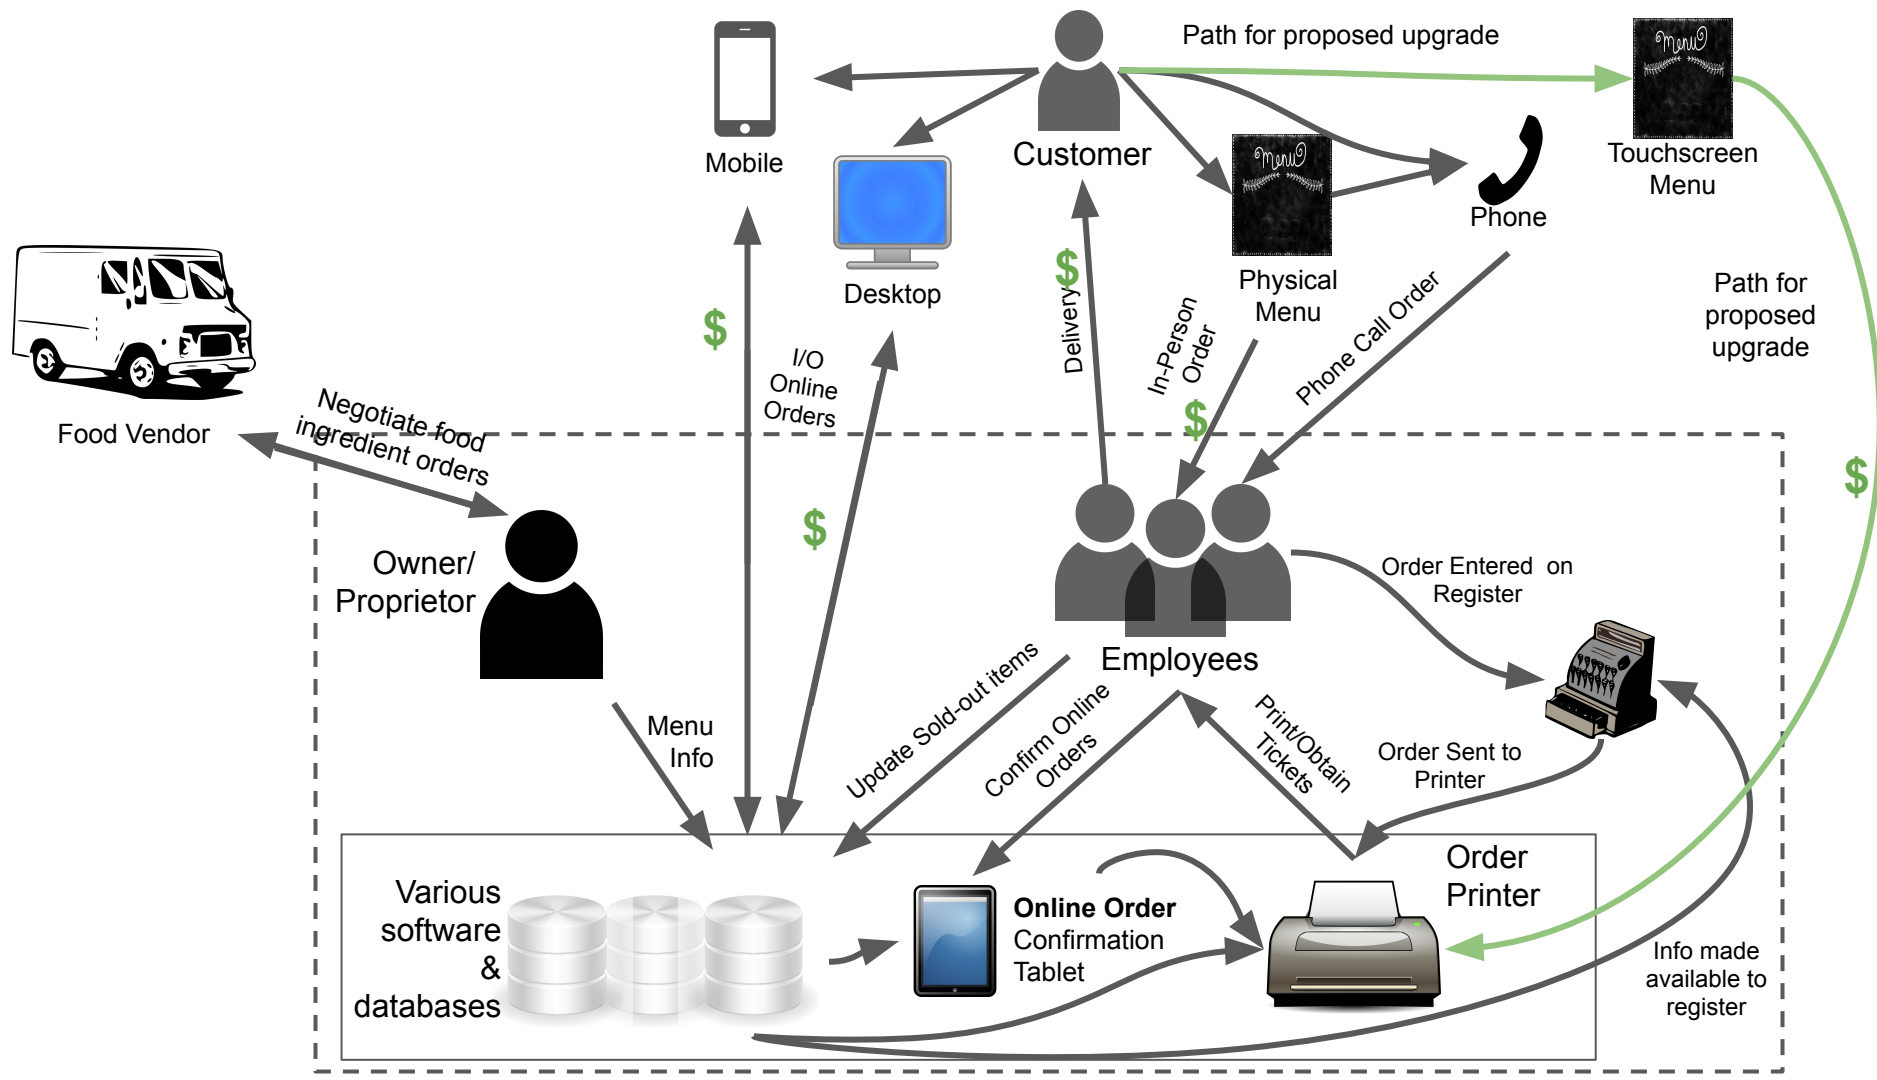 Path for proposed upgrade
Menu
Mobile
Customer
Menu
Touchscreen
Menu
Phone
$
Delivery
Desktop
Physical
Menu
Path for
proposed
upgrade
$
I/O
Online
Orders
In-Person
Order
$
Phone Call Order
Food Vendor
Negotiate food
ingredient orders
$
$
Owner/
Proprietor
Order Entered on
Register
Employees
Menu
Info
Update Sold-out items
Confirm Online
Orders
Print/Obtain
Tickets
Order Sent to
Printer
Order
Printer
Various
software
&
databases
Online Order
Confirmation
Tablet
Info made
available to
register